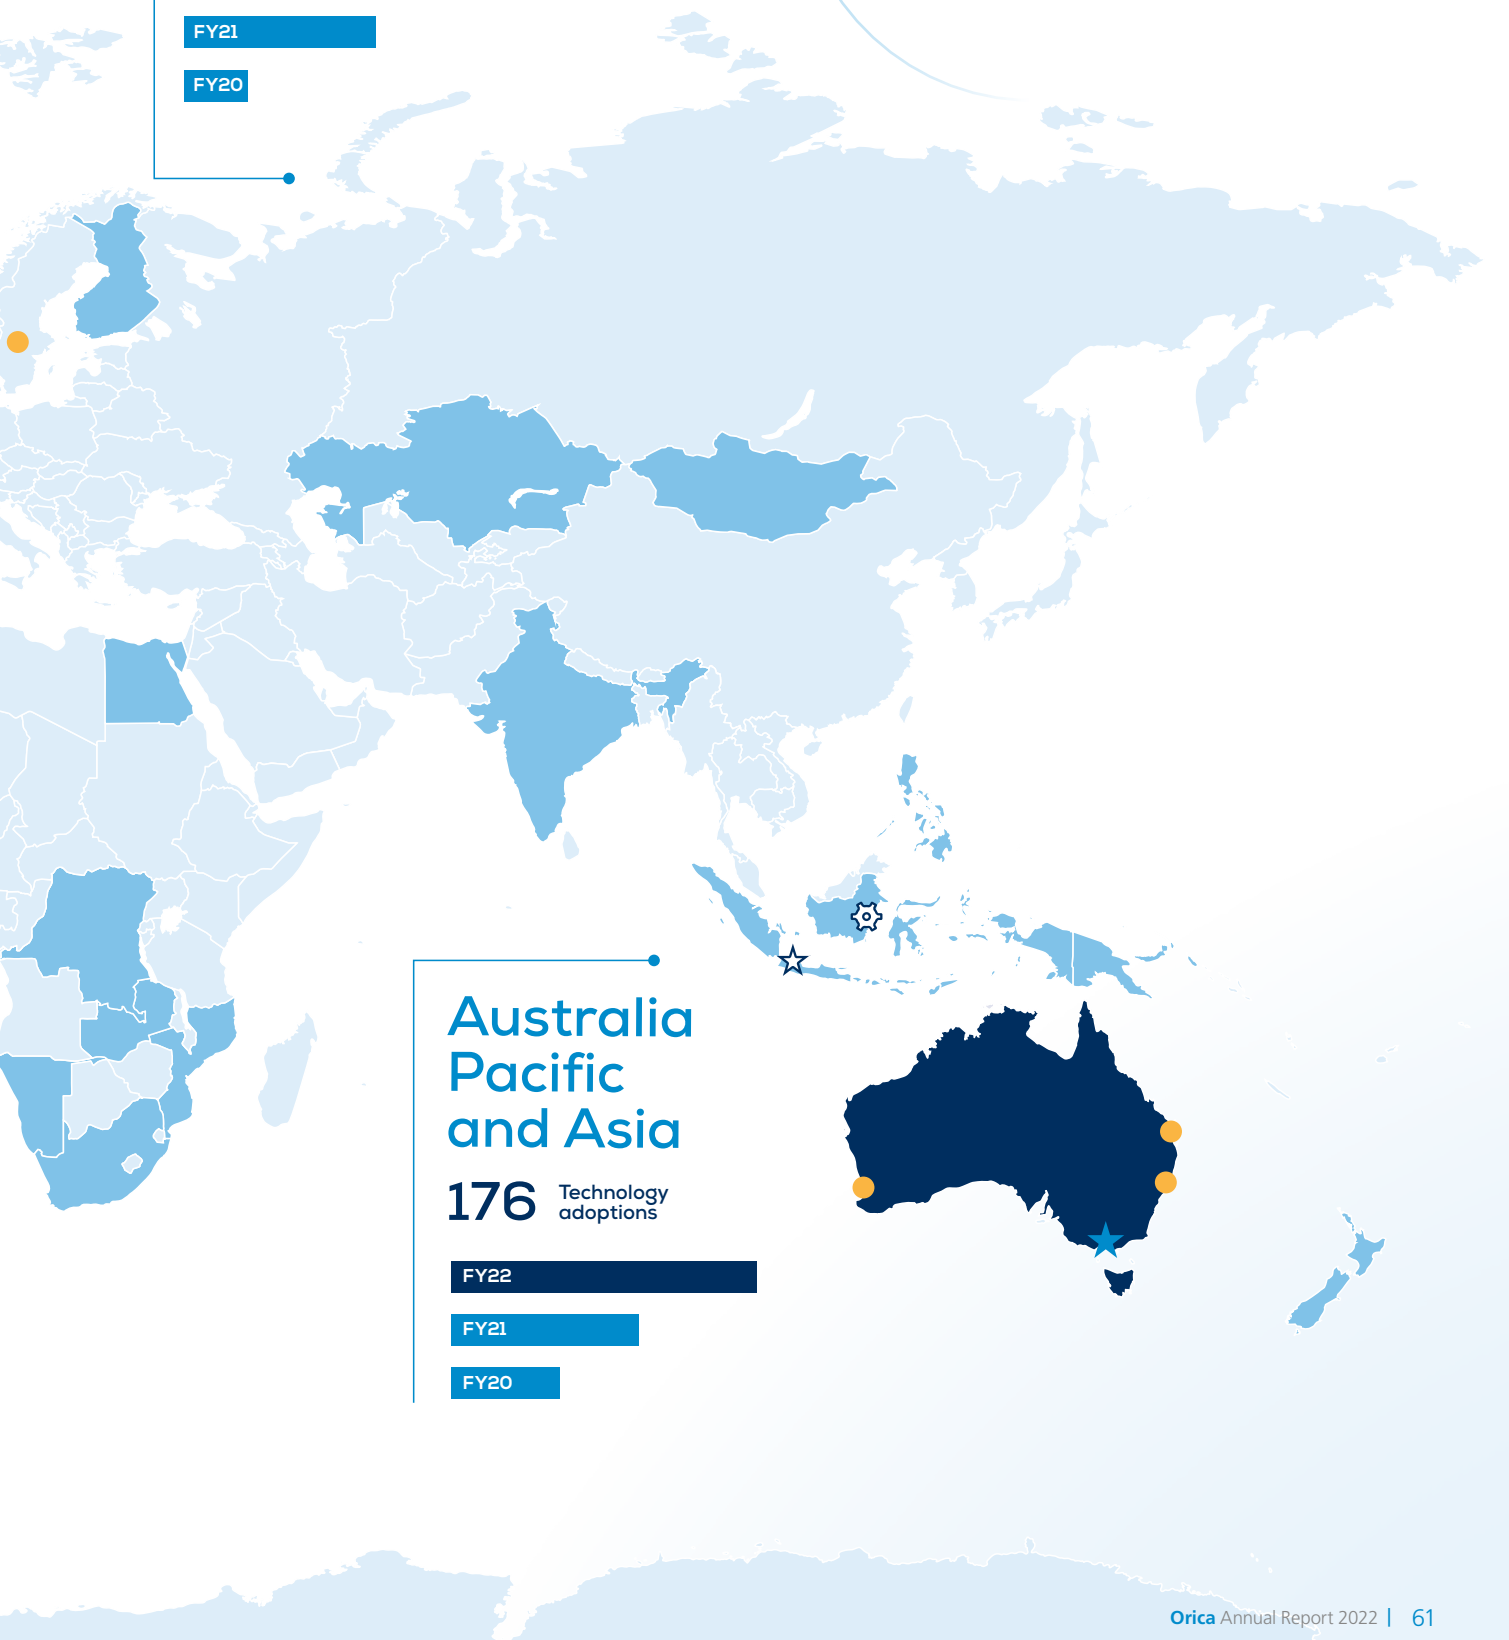 FY21
FY20
Australia
Pacific
and Asia
176 Technology
adoptions
FY22
FY21
FY20
Orica Annual Report 2022 | 61